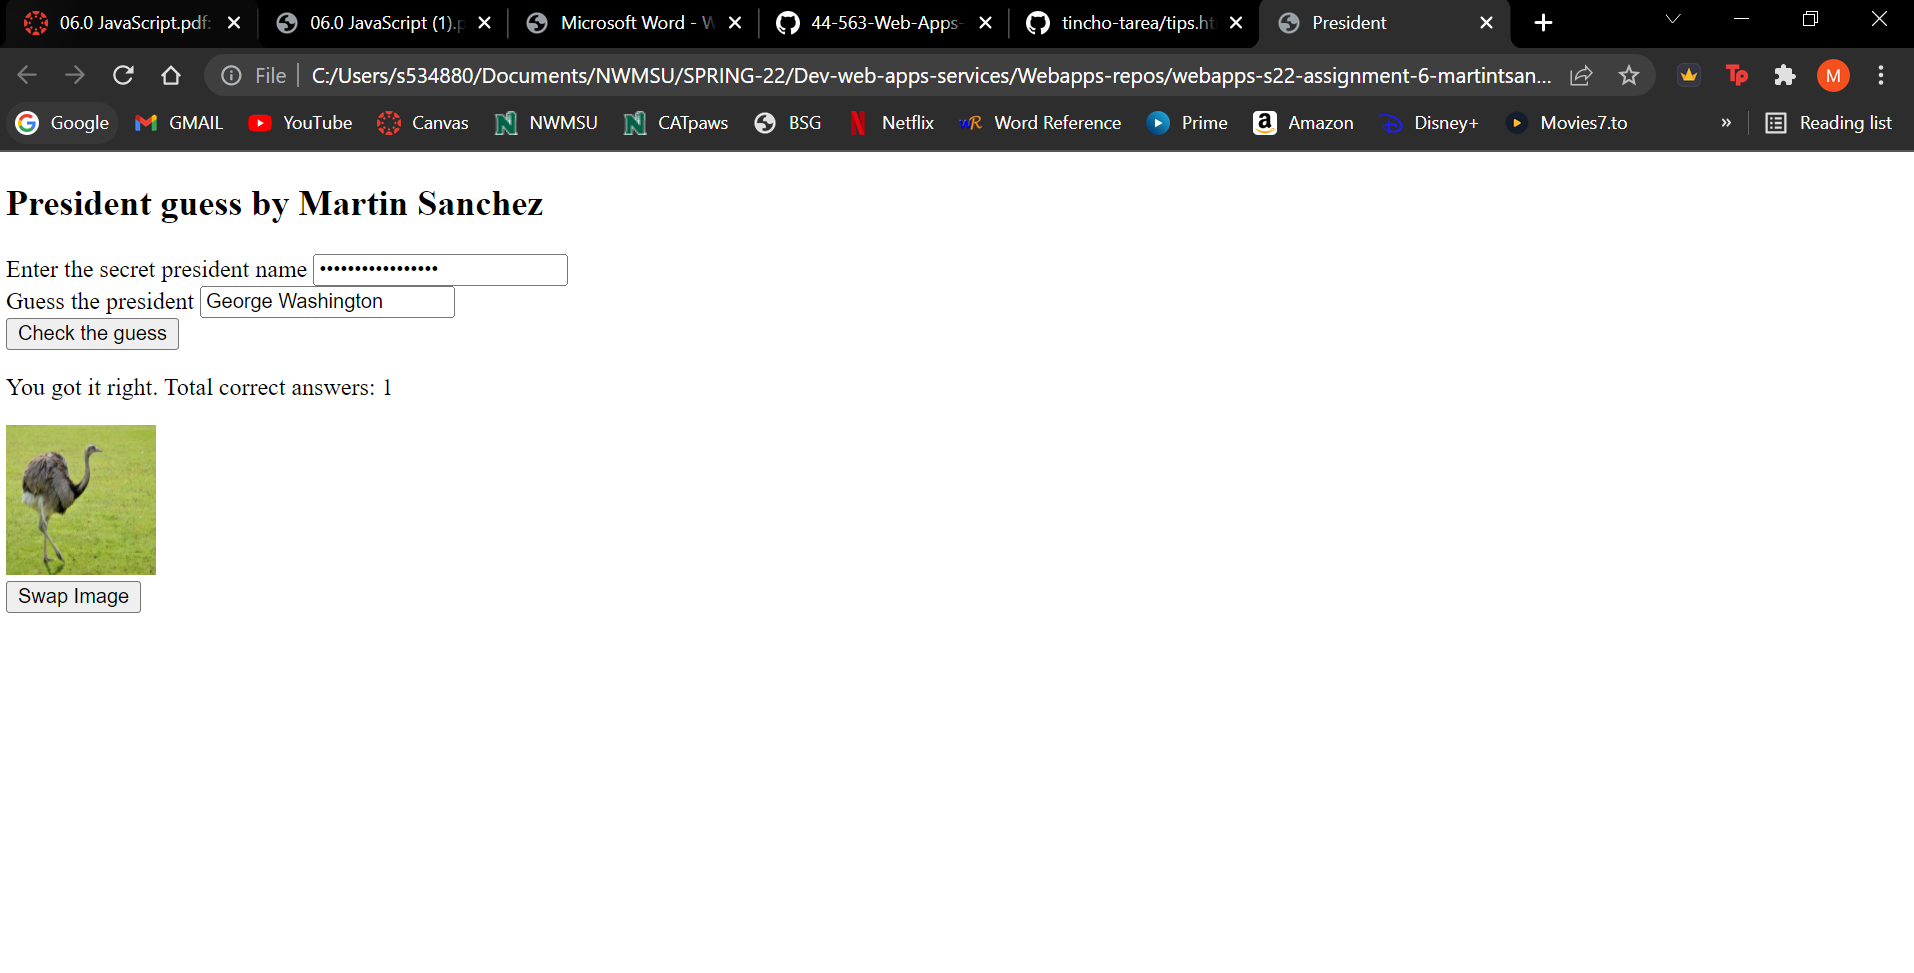 06.0 JavaScript.pdf: 06.0 JavaScript (1).p Microsoft Word - W 44-563-Web-Apps- tincho-tarea/tips.ht President
File C:/Users/s534880/Documents/NWMSU/SPRING-22/Dev-web-apps-services/Webapps-repos/webapps-s22-assignment-6-martintsan... Tp M
Google GMAIL YouTube Canvas NWMSU CATpaws BSG Netflix WR Word Reference Prime Amazon Disney+ Movies7.to » Reading list
President guess by Martin Sanchez
Enter the secret president name •••••••••••••••••
Guess the president George Washington
Check the guess
You got it right. Total correct answers: 1
Swap Image